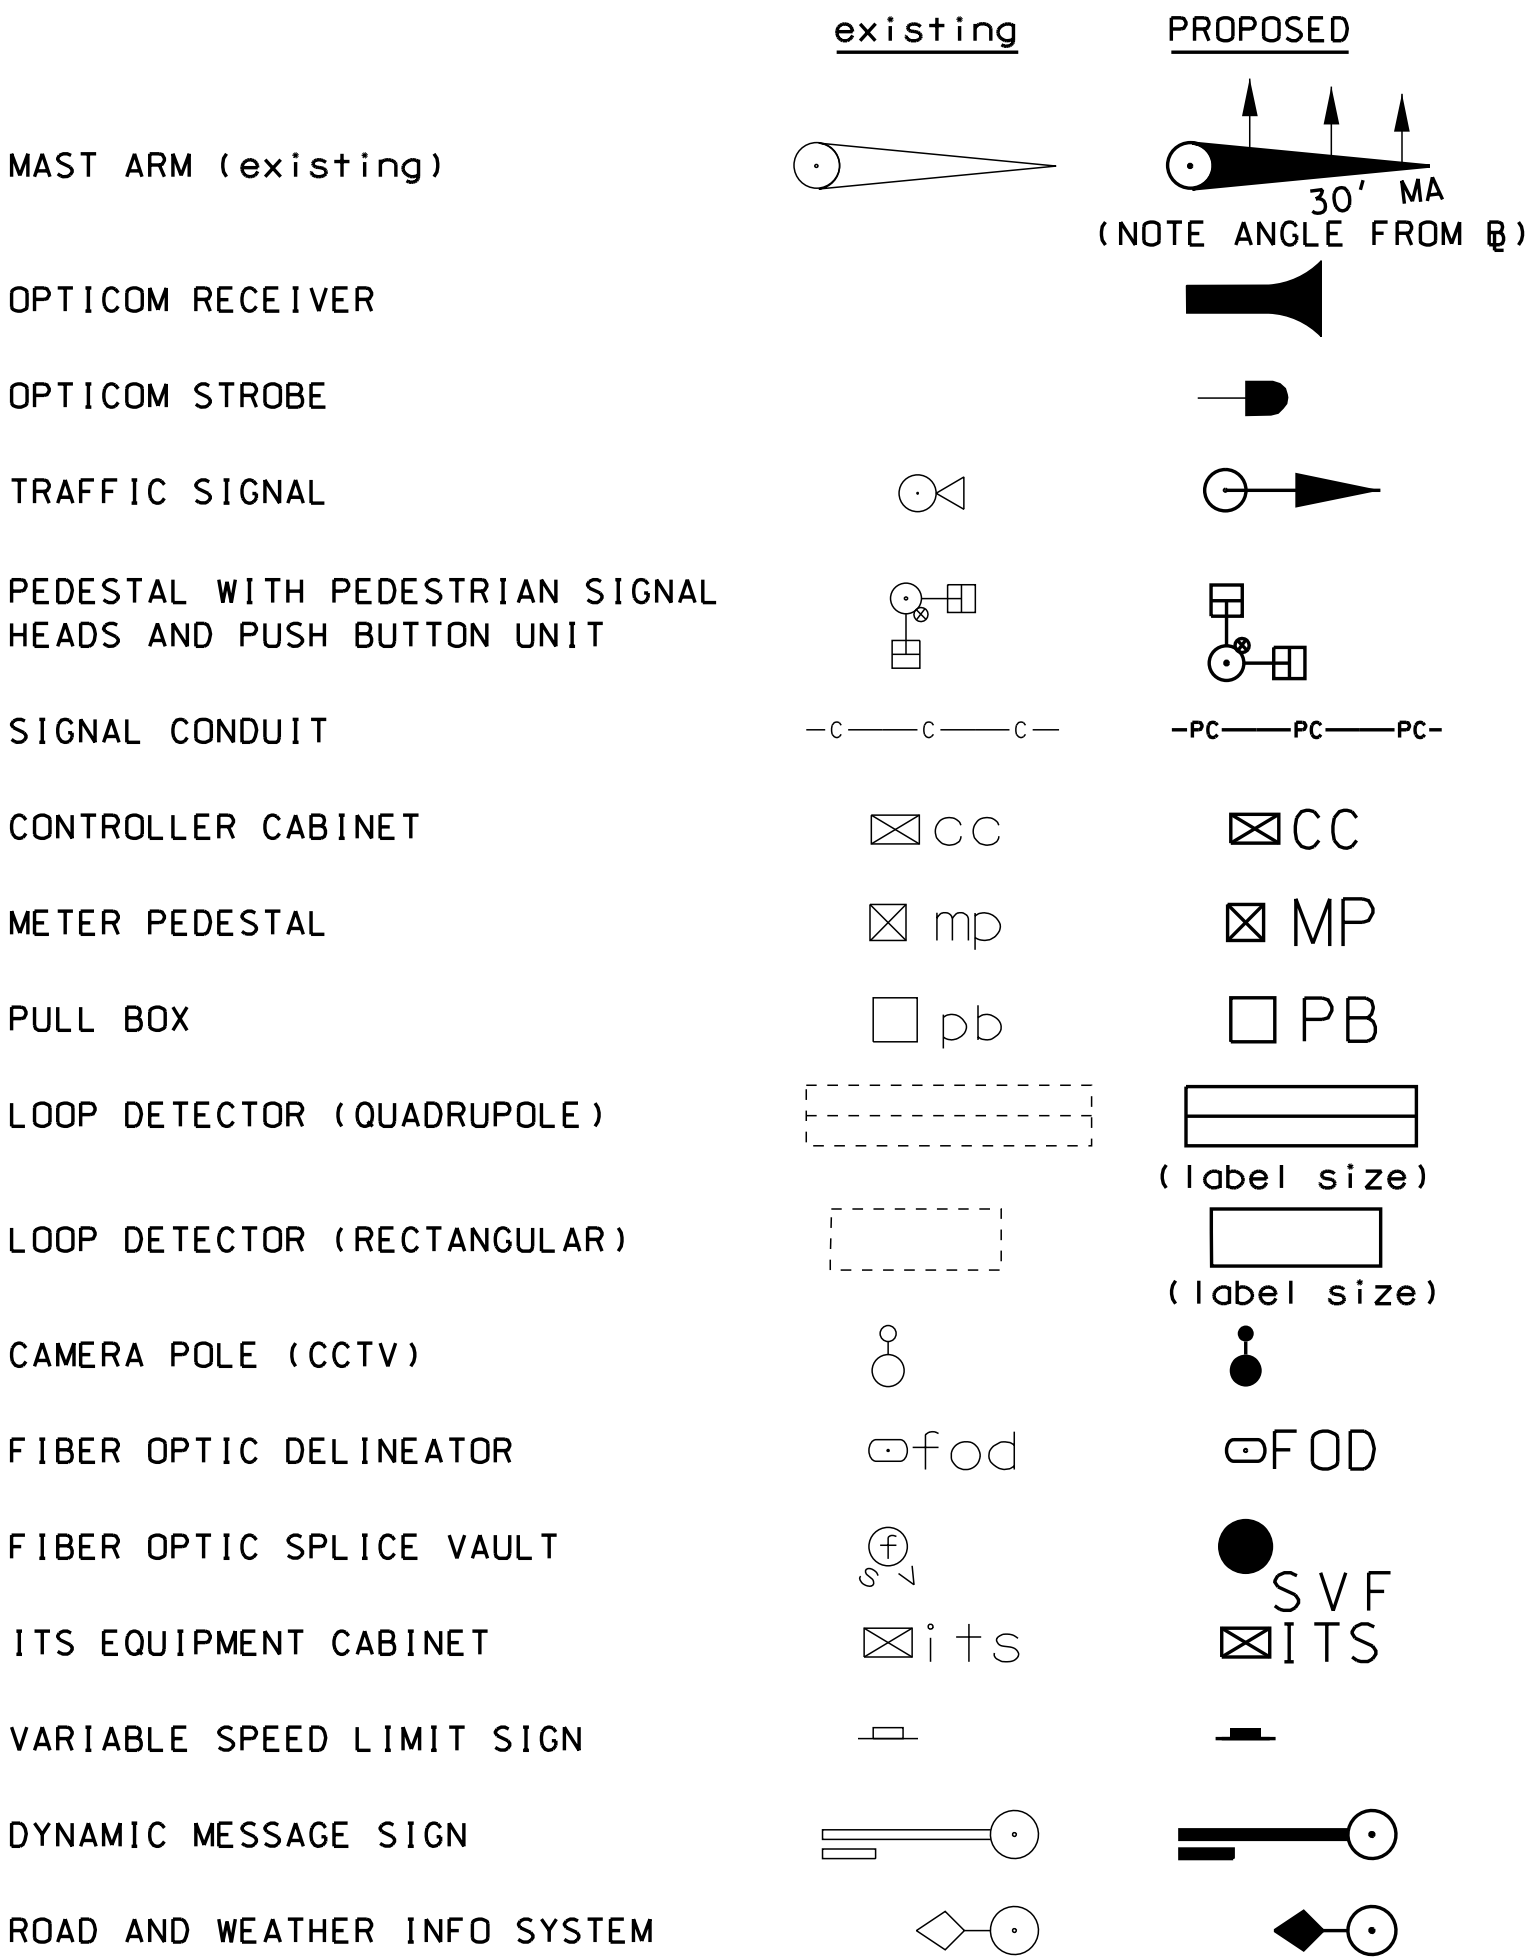 existing PROPOSED
MAST ARM (existing)
30' MA
(NOTE ANGLE FROM BL)
OPTICOM RECEIVER
OPTICOM STROBE
TRAFFIC SIGNAL
PEDESTAL WITH PEDESTRIAN SIGNAL
HEADS AND PUSH BUTTON UNIT
SIGNAL CONDUIT C C C PC PC PC
CONTROLLER CABINET cc CC
METER PEDESTAL mp MP
PULL BOX pb PB
LOOP DETECTOR (QUADRUPOLE)
(label size)
LOOP DETECTOR (RECTANGULAR)
(label size)
CAMERA POLE (CCTV)
FIBER OPTIC DELINEATOR fod FOD
FIBER OPTIC SPLICE VAULT f
sv SVF
ITS EQUIPMENT CABINET its ITS
VARIABLE SPEED LIMIT SIGN
DYNAMIC MESSAGE SIGN
ROAD AND WEATHER INFO SYSTEM